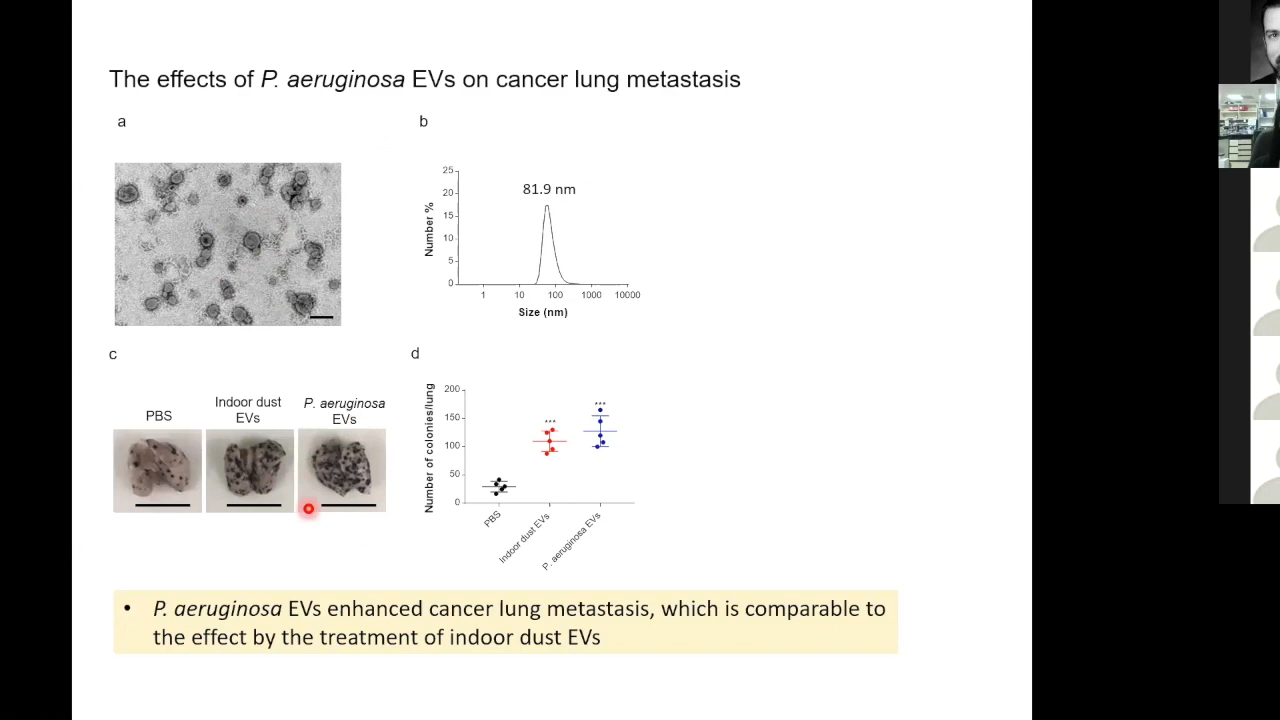 The effects of P. aeruginosa EVs on cancer lung metastasis
a
b
25
20
15
10
5
0
Number %
81.9 nm
1 10 100 1000 10000
Size (nm)
c
PBS
Indoor dust
EVs
P. aeruginosa
EVs
d
200
150
100
50
0
Number of colonies/lung
***
***
PBS
Indoor dust EVs
P. aeruginosa EVs
• P. aeruginosa EVs enhanced cancer lung metastasis, which is comparable to
the effect by the treatment of indoor dust EVs